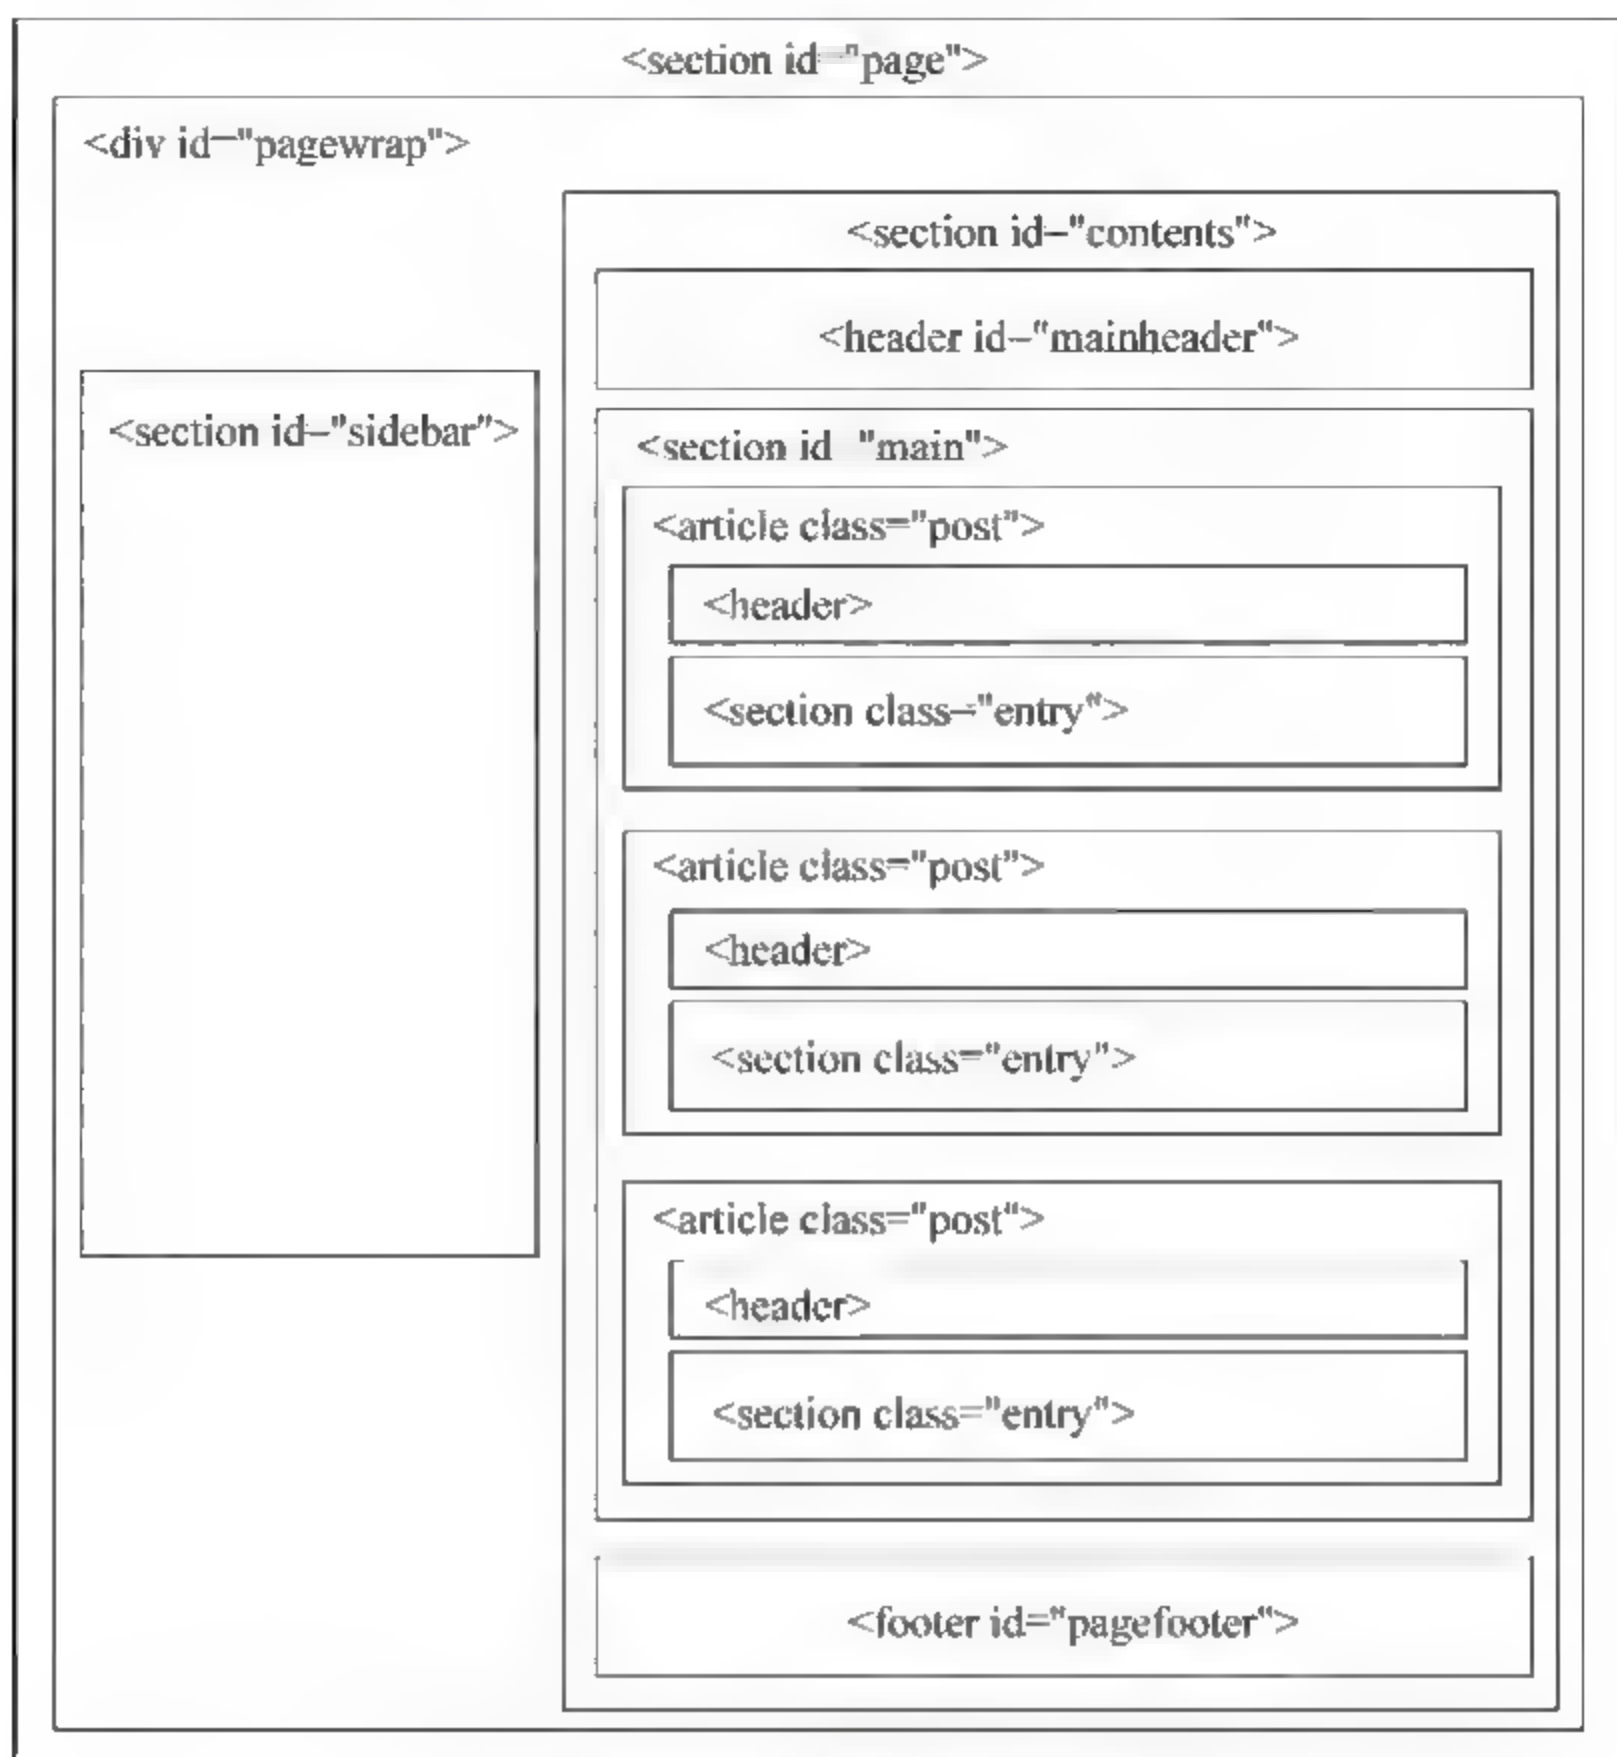 <section id="page">
<div id="pagewrap">
<section id="contents">
<header id="mainheader">
<section id="sidebar">
<section id "main">
<article class="post">
<header>
<section class="entry">
<article class="post">
<header>
<section class="entry">
<article class="post">
<header>
<section class="entry">
<footer id="pagefooter">